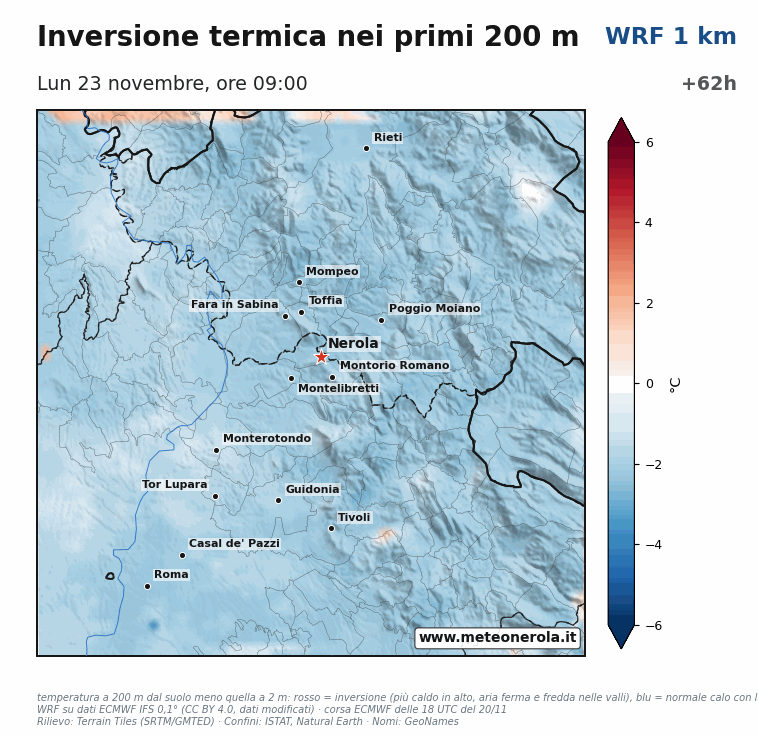 Inversione termica nei primi 200 m
WRF 1 km
Lun 23 novembre, ore 09:00
+62h
Rieti
Mompeo
Toffia
Fara in Sabina
Poggio Moiano
Nerola
Montorio Romano
Montelibretti
Monterotondo
Tor Lupara
Guidonia
Tivoli
Casal de' Pazzi
Roma
www.meteonerola.it
6
4
2
0
−2
−4
−6
°C
temperatura a 200 m dal suolo meno quella a 2 m: rosso = inversione (più caldo in alto, aria ferma e fredda nelle valli), blu = normale calo con l
WRF su dati ECMWF IFS 0,1° (CC BY 4.0, dati modificati) · corsa ECMWF delle 18 UTC del 20/11
Rilievo: Terrain Tiles (SRTM/GMTED) · Confini: ISTAT, Natural Earth · Nomi: GeoNames